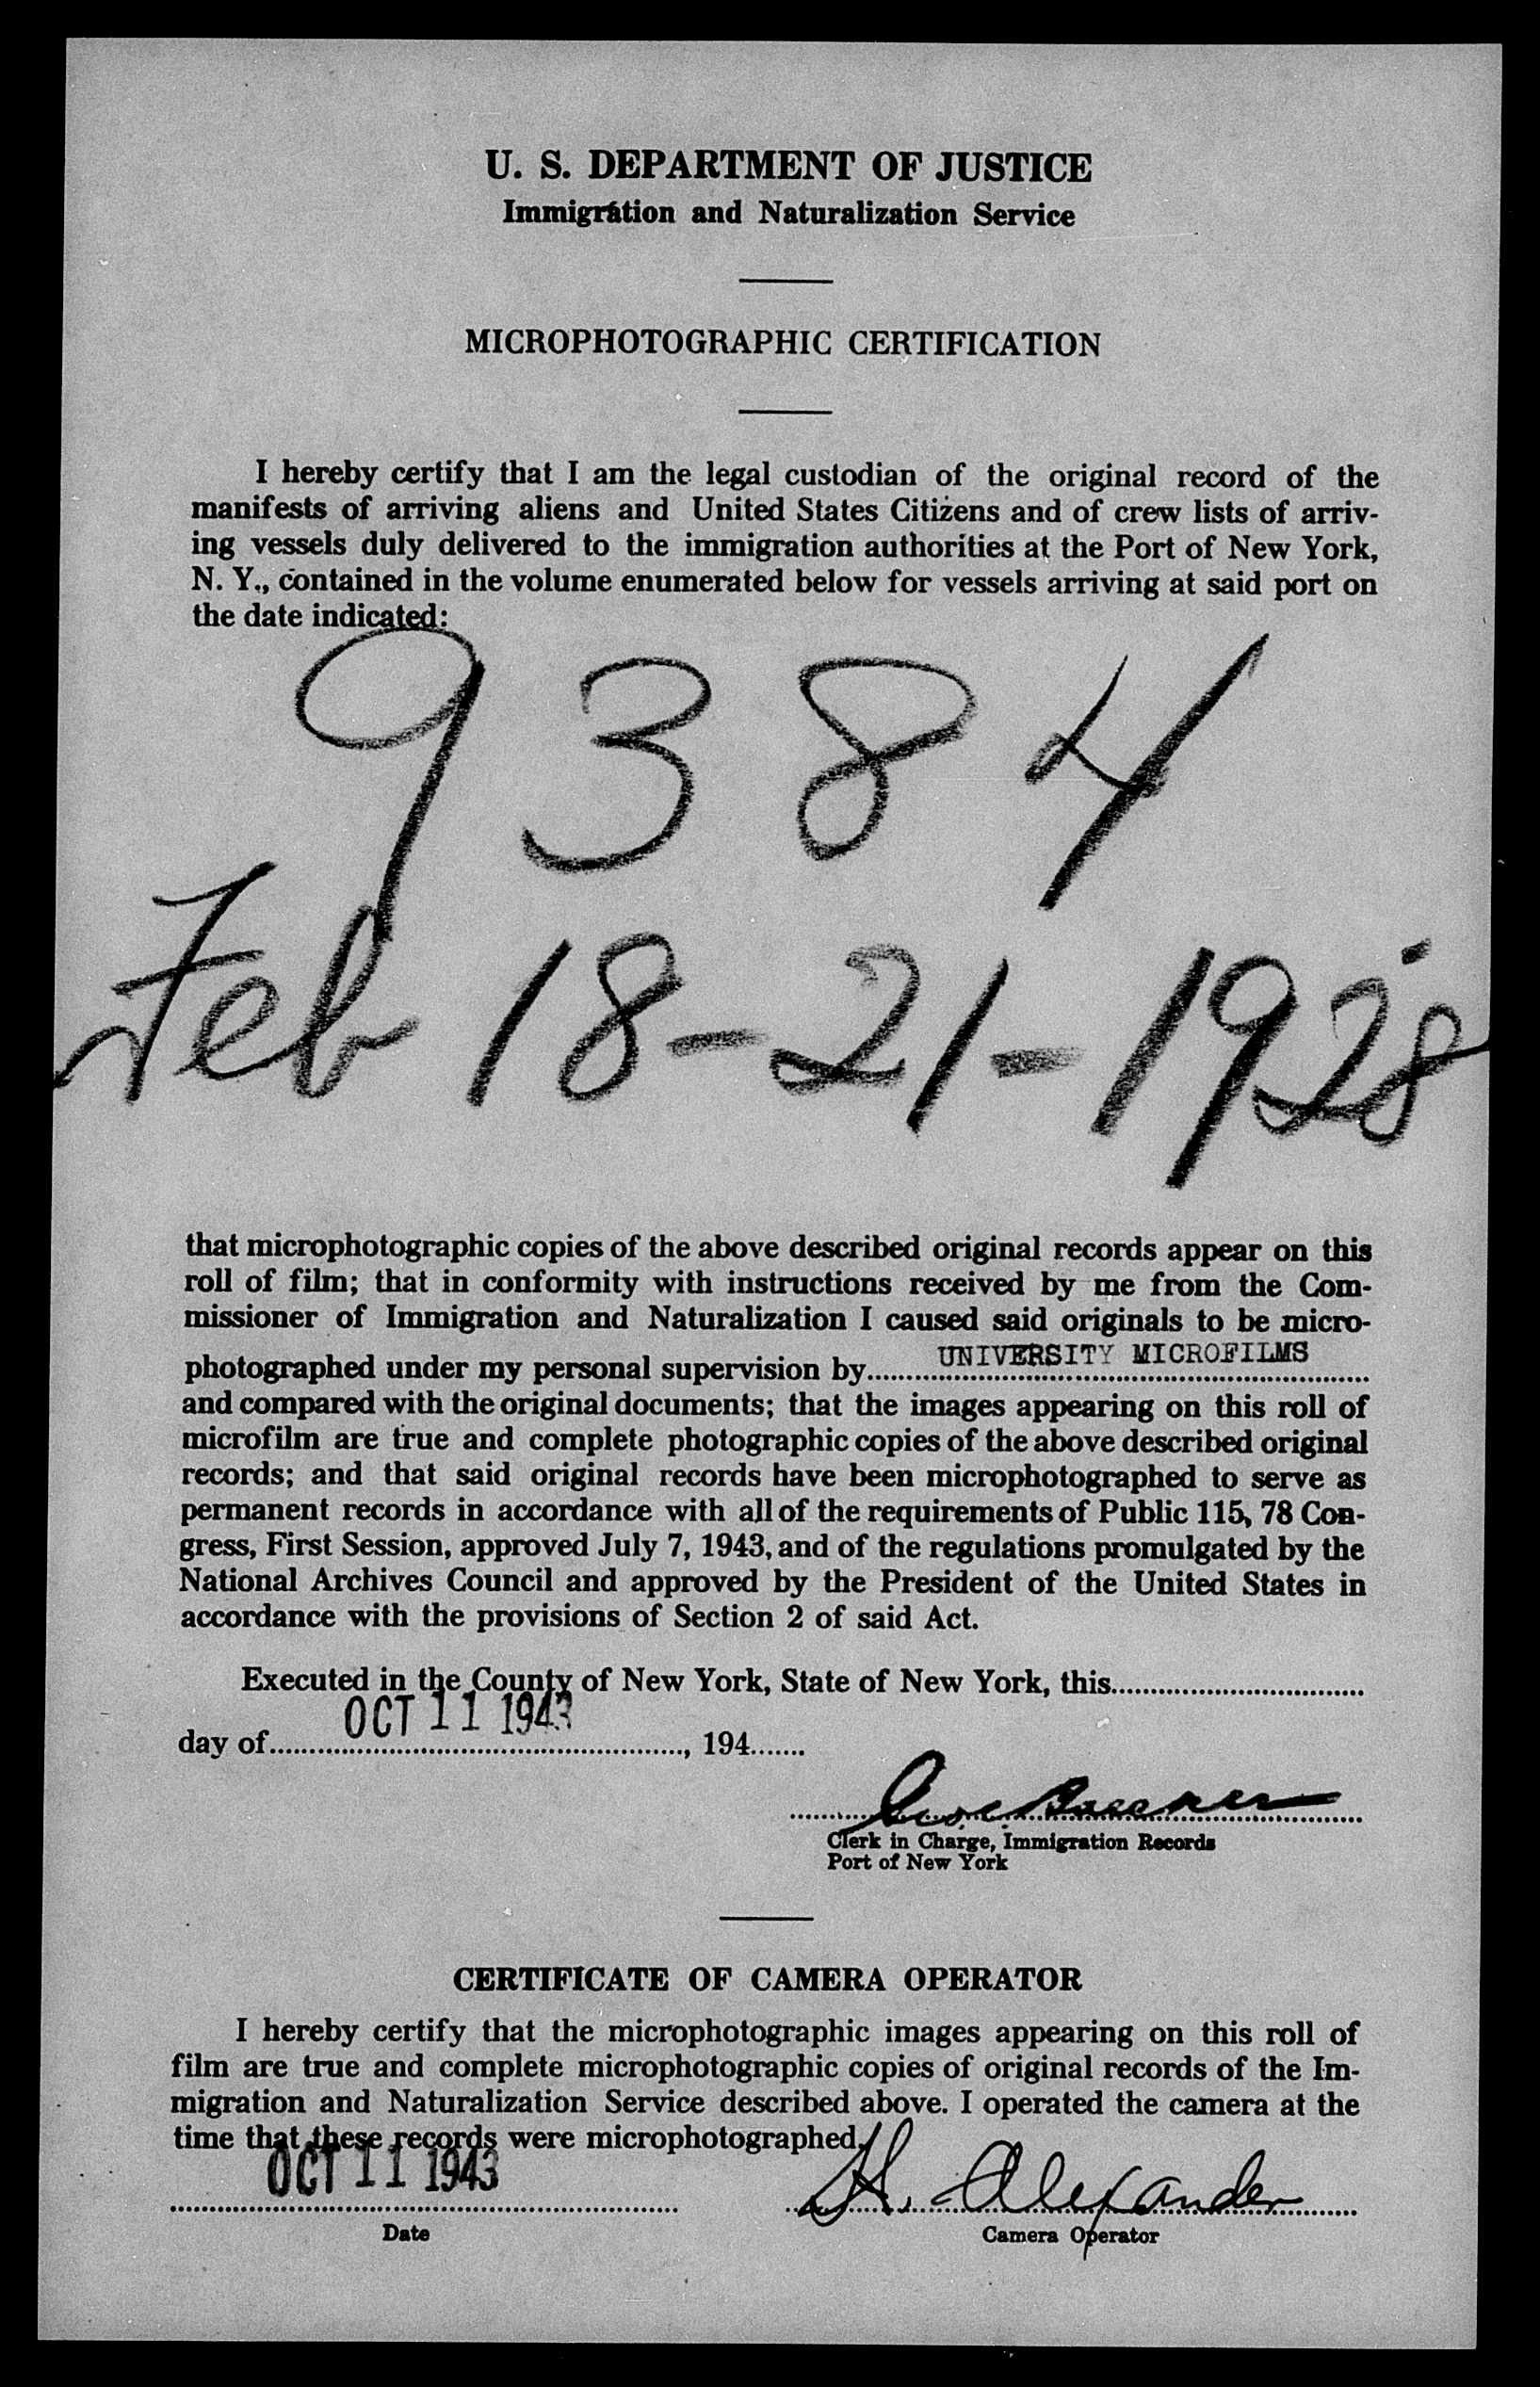 U. S. DEPARTMENT OF JUSTICE
Immigration and Naturalization Service
MICROPHOTOGRAPHIC CERTIFICATION
I hereby certify that I am the legal custodian of the original record of the
manifests of arriving aliens and United States Citizens and of crew lists of arriv-
ing vessels duly delivered to the immigration authorities at the Port of New York,
N. Y., contained in the volume enumerated below for vessels arriving at said port on
the date indicated:
9384
Feb 18-21-1928
that microphotographic copies of the above described original records appear on this
roll of film; that in conformity with instructions received by me from the Com-
missioner of Immigration and Naturalization I caused said originals to be micro-
photographed under my personal supervision by UNIVERSITY MICROFILMS
and compared with the original documents; that the images appearing on this roll of
microfilm are true and complete photographic copies of the above described original
records; and that said original records have been microphotographed to serve as
permanent records in accordance with all of the requirements of Public 115, 78 Con-
gress, First Session, approved July 7, 1943, and of the regulations promulgated by the
National Archives Council and approved by the President of the United States in
accordance with the provisions of Section 2 of said Act.
Executed in the County of New York, State of New York, this
day of OCT 11 1943, 194
Clerk in Charge, Immigration Records
Port of New York
CERTIFICATE OF CAMERA OPERATOR
I hereby certify that the microphotographic images appearing on this roll of
film are true and complete microphotographic copies of original records of the Im-
migration and Naturalization Service described above. I operated the camera at the
time that these records were microphotographed.
OCT 11 1943 H. Alexander
Date Camera Operator